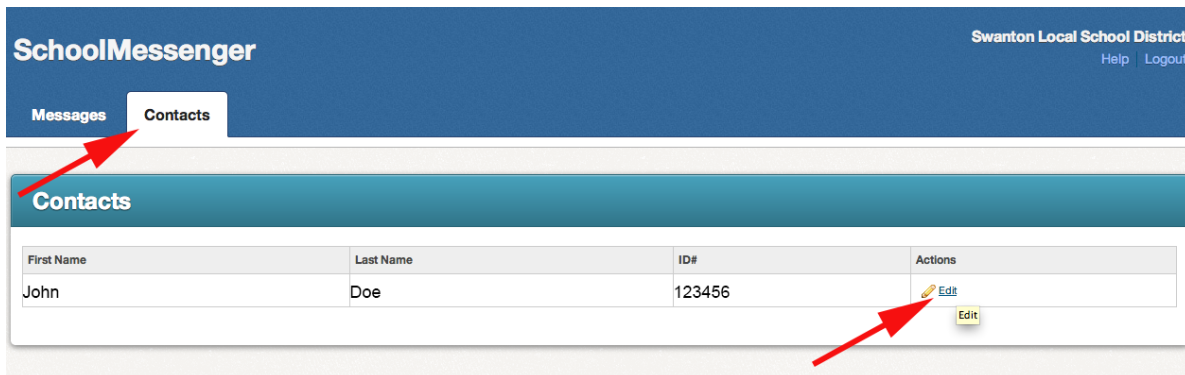 SchoolMessenger
Swanton Local School District
Help Logout
Messages Contacts
Contacts
First Name Last Name ID# Actions
John Doe 123456 Edit
Edit